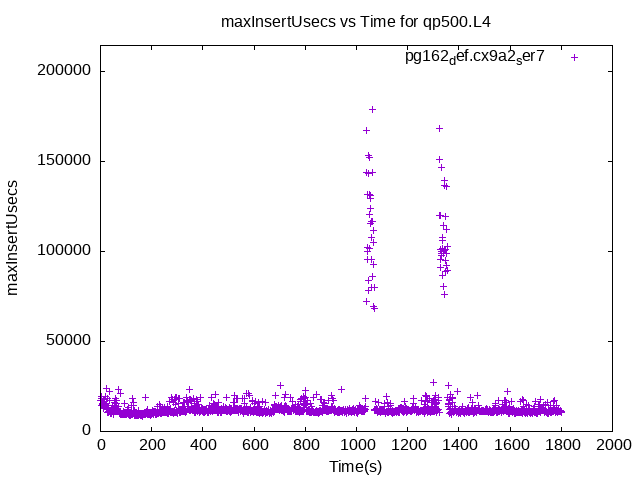 maxInsertUsecs vs Time for qp500.L4
pg162def.cx9a2ser7
200000
150000
100000
50000
0
maxInsertUsecs
0 200 400 600 800 1000 1200 1400 1600 1800 2000
Time(s)